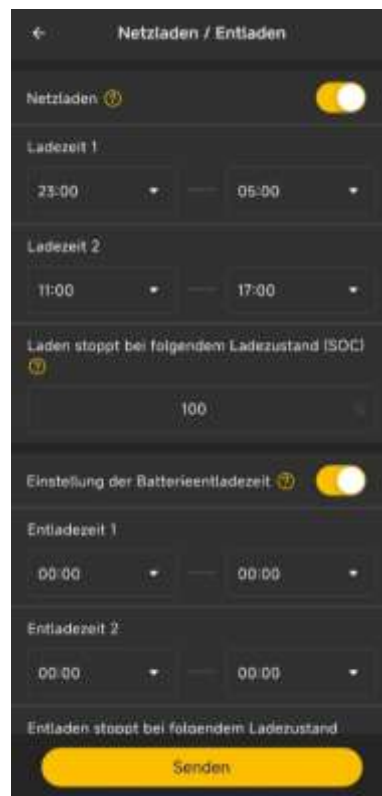 Netzladen / Entladen
Netzladen ?
Ladezeit 1
23:00 05:00
Ladezeit 2
11:00 17:00
Laden stoppt bei folgendem Ladezustand (SOC)
?
100
Einstellung der Batterieentladezeit ?
Entladezeit 1
00:00 00:00
Entladezeit 2
00:00 00:00
Entladen stoppt bei folgendem Ladezustand
Senden